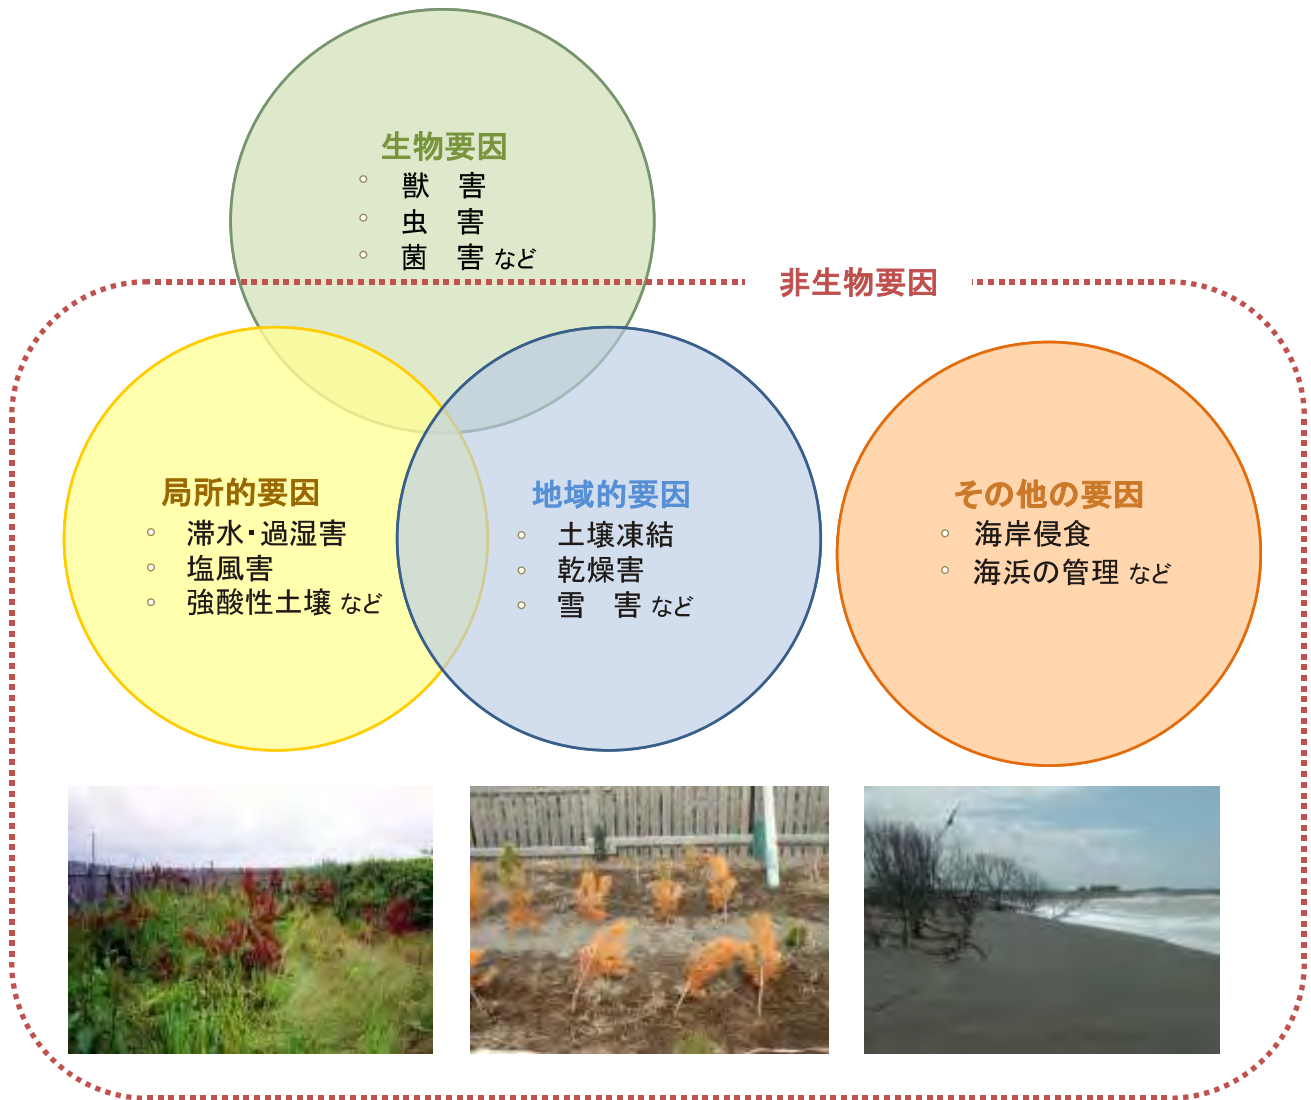 生物要因
獣　害
虫　害
菌　害 など
非生物要因
局所的要因
滞水・過湿害
塩風害
強酸性土壌 など
地域的要因
土壌凍結
乾燥害
雪　害 など
その他の要因
海岸侵食
海浜の管理 など